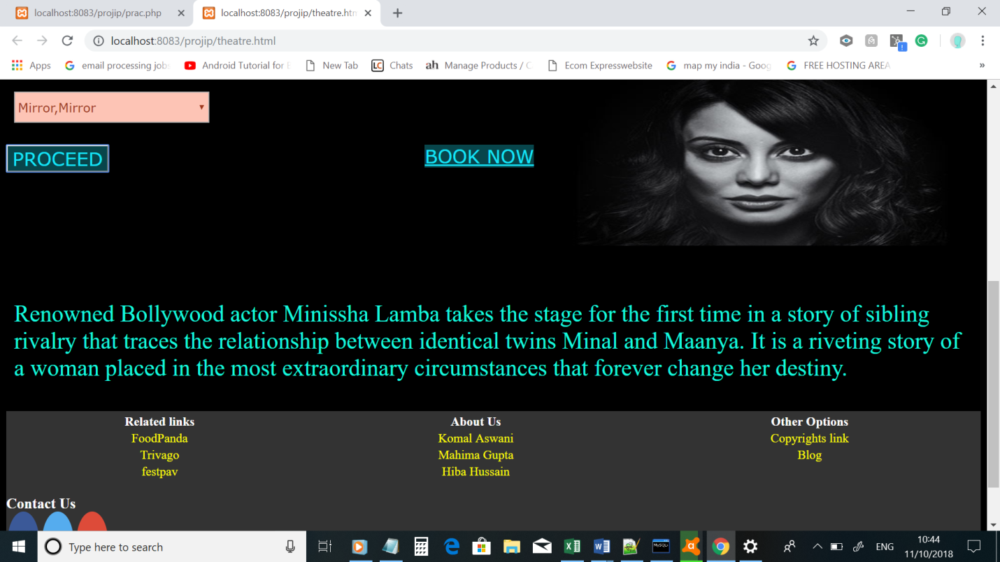 localhost:8083/projip/prac.php
localhost:8083/projip/theatre.htm
localhost:8083/projip/theatre.html
Apps
email processing job
Android Tutorial for
New Tab
LC Chats
ah Manage Products /
Ecom Expresswebsite
map my india - Goog
FREE HOSTING AREA
»
Mirror,Mirror
PROCEED
BOOK NOW
Renowned Bollywood actor Minissha Lamba takes the stage for the first time in a story of sibling
rivalry that traces the relationship between identical twins Minal and Maanya. It is a riveting story of
a woman placed in the most extraordinary circumstances that forever change her destiny.
Related links
FoodPanda
Trivago
festpav
About Us
Komal Aswani
Mahima Gupta
Hiba Hussain
Other Options
Copyrights link
Blog
Contact Us
Type here to search
MySQL
ENG
10:44
11/10/2018